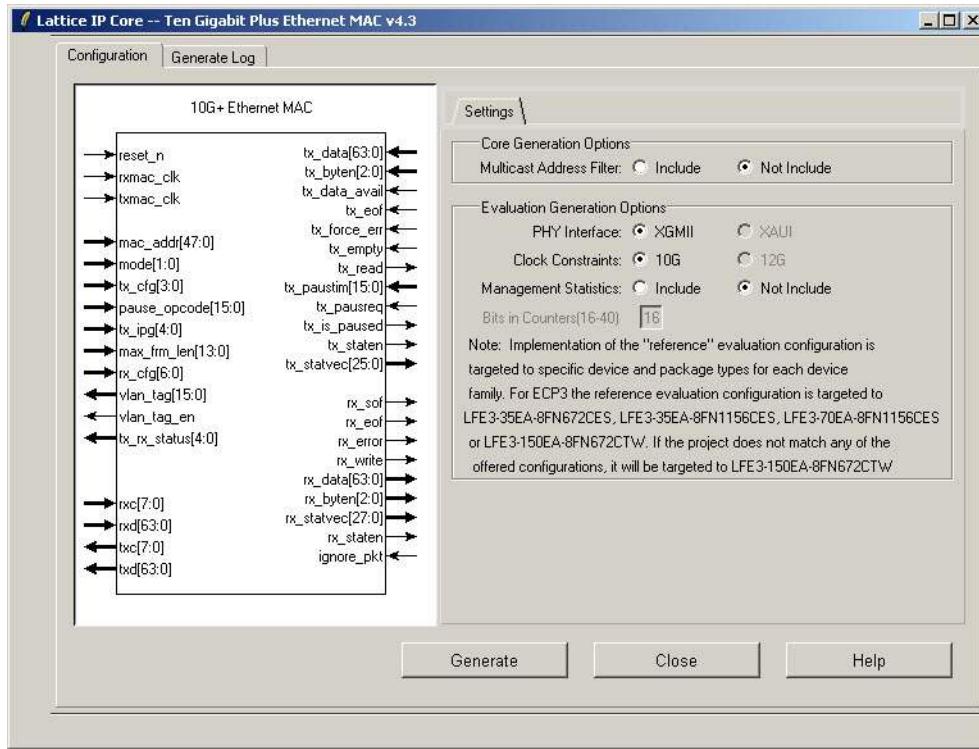 Lattice IP Core -- Ten Gigabit Plus Ethernet MAC v4.3
Configuration
Generate Log
10G+ Ethernet MAC
reset_n
rxmac_clk
txmac_clk
mac_addr[47:0]
mode[1:0]
tx_cfg[3:0]
pause_opcode[15:0]
tx_ipg[4:0]
max_frm_len[13:0]
rx_cfg[6:0]
vlan_tag[15:0]
vlan_tag_en
tx_rx_status[4:0]
rxc[7:0]
rxd[63:0]
txc[7:0]
txd[63:0]
tx_data[63:0]
tx_byten[2:0]
tx_data_avail
tx_eof
tx_force_err
tx_empty
tx_read
tx_paustim[15:0]
tx_pausreq
tx_is_paused
tx_staten
tx_statvec[25:0]
rx_sof
rx_eof
rx_error
rx_write
rx_data[63:0]
rx_byten[2:0]
rx_statvec[27:0]
rx_staten
ignore_pkt
Settings
Core Generation Options
Multicast Address Filter: Include Not Include
Evaluation Generation Options
PHY Interface: XGMII XAUI
Clock Constraints: 10G 12G
Management Statistics: Include Not Include
Bits in Counters(16-40) 16
Note: Implementation of the "reference" evaluation configuration is
targeted to specific device and package types for each device
family. For ECP3 the reference evaluation configuration is targeted to
LFE3-35EA-8FN672CES, LFE3-35EA-8FN1156CES, LFE3-70EA-8FN1156CES
or LFE3-150EA-8FN672CTW. If the project does not match any of the
offered configurations, it will be targeted to LFE3-150EA-8FN672CTW
Generate
Close
Help